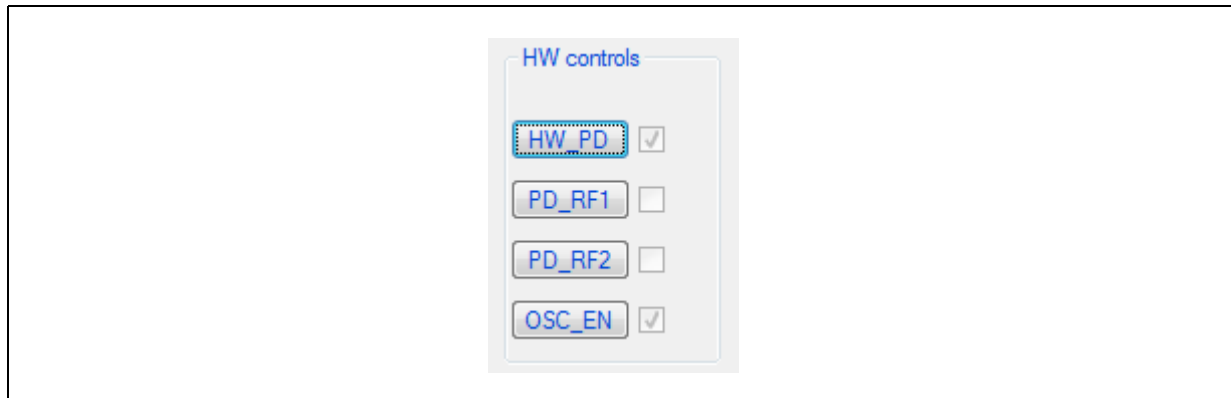 HW controls
HW_PD
PD_RF1
PD_RF2
OSC_EN